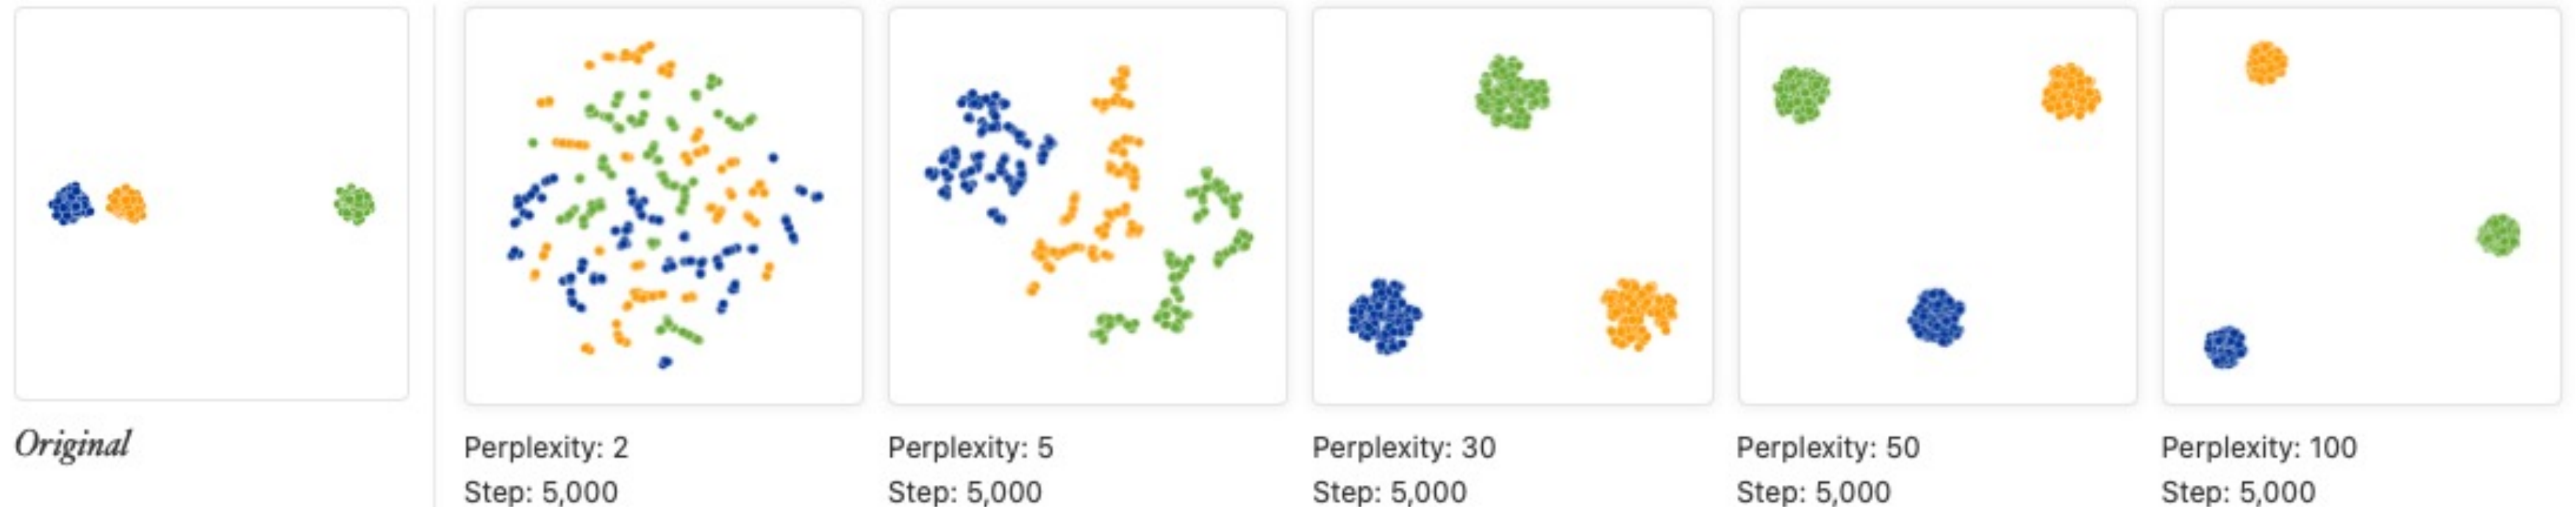 Original
Perplexity: 2
Step: 5,000
Perplexity: 5
Step: 5,000
Perplexity: 30
Step: 5,000
Perplexity: 50
Step: 5,000
Perplexity: 100
Step: 5,000